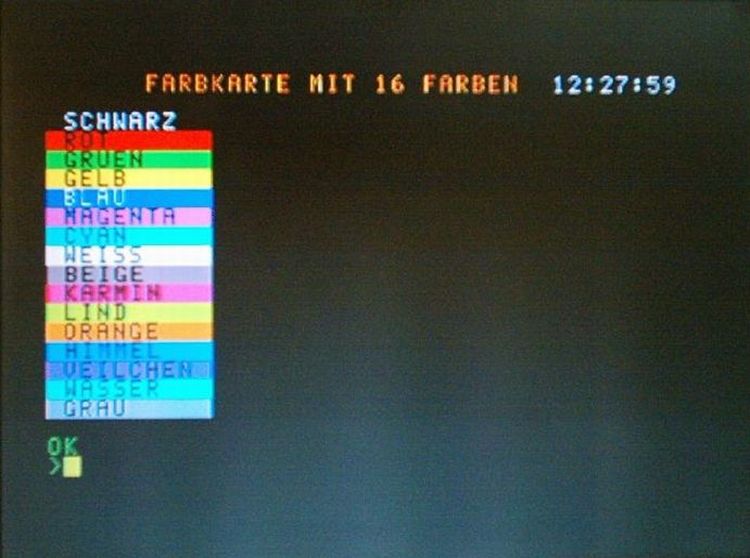 FARBKARTE MIT 16 FARBEN 12:27:59
SCHWARZ
ROT
GRUEN
GELB
BLAU
MAGENTA
CYAN
WEISS
BEIGE
KARMIN
LIND
ORANGE
HIMMEL
VEILCHEN
WASSER
GRAU
OK
>